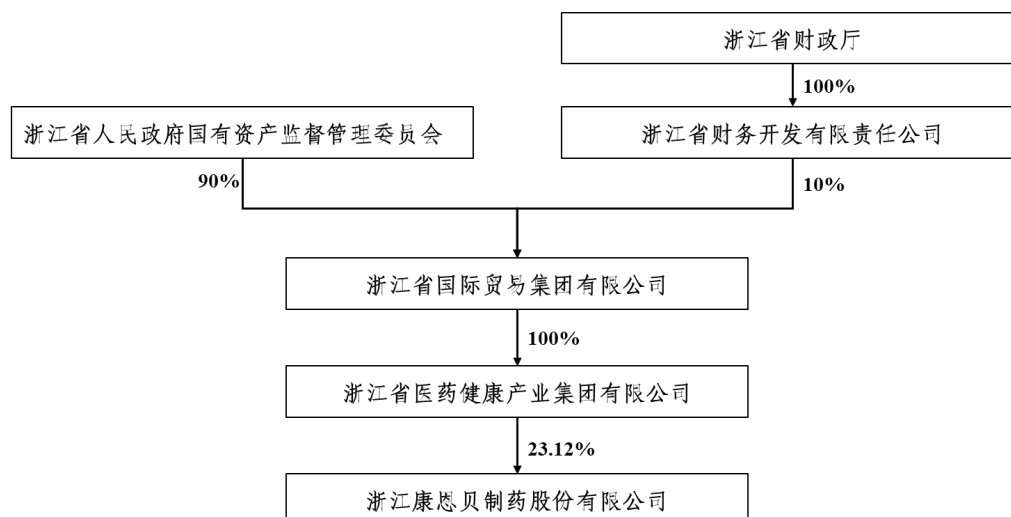 浙江省财政厅
100%
浙江省人民政府国有资产监督管理委员会
浙江省财务开发有限责任公司
90%
10%
浙江省国际贸易集团有限公司
100%
浙江省医药健康产业集团有限公司
23.12%
浙江康恩贝制药股份有限公司